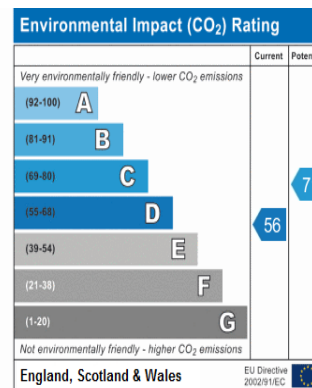 Environmental Impact (CO₂) Rating
Current
Very environmentally friendly - lower CO₂ emissions
(92-100) A
(81-91) B
(69-80) C
(55-68) D
(39-54) E
(21-38) F
(1-20) G
56
7
Not environmentally friendly - higher CO₂ emissions
England, Scotland & Wales
EU Directive
2002/91/EC